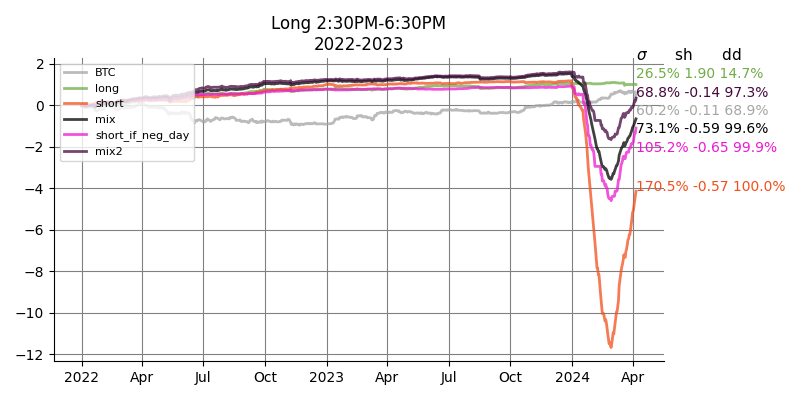 Long 2:30PM-6:30PM
2022-2023
σ sh dd
2
0
−2
−4
−6
−8
−10
−12
BTC
long
short
mix
short_if_neg_day
mix2
26.5% 1.90 14.7%
68.8% -0.14 97.3%
60.2% -0.11 68.9%
73.1% -0.59 99.6%
105.2% -0.65 99.9%
170.5% -0.57 100.0%
2022 Apr Jul Oct 2023 Apr Jul Oct 2024 Apr